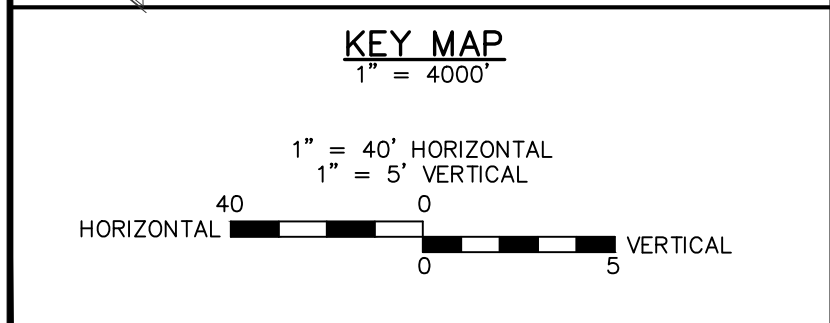 KEY MAP
1" = 4000'
1" = 40' HORIZONTAL
1" = 5' VERTICAL
40 0
HORIZONTAL
VERTICAL
0 5